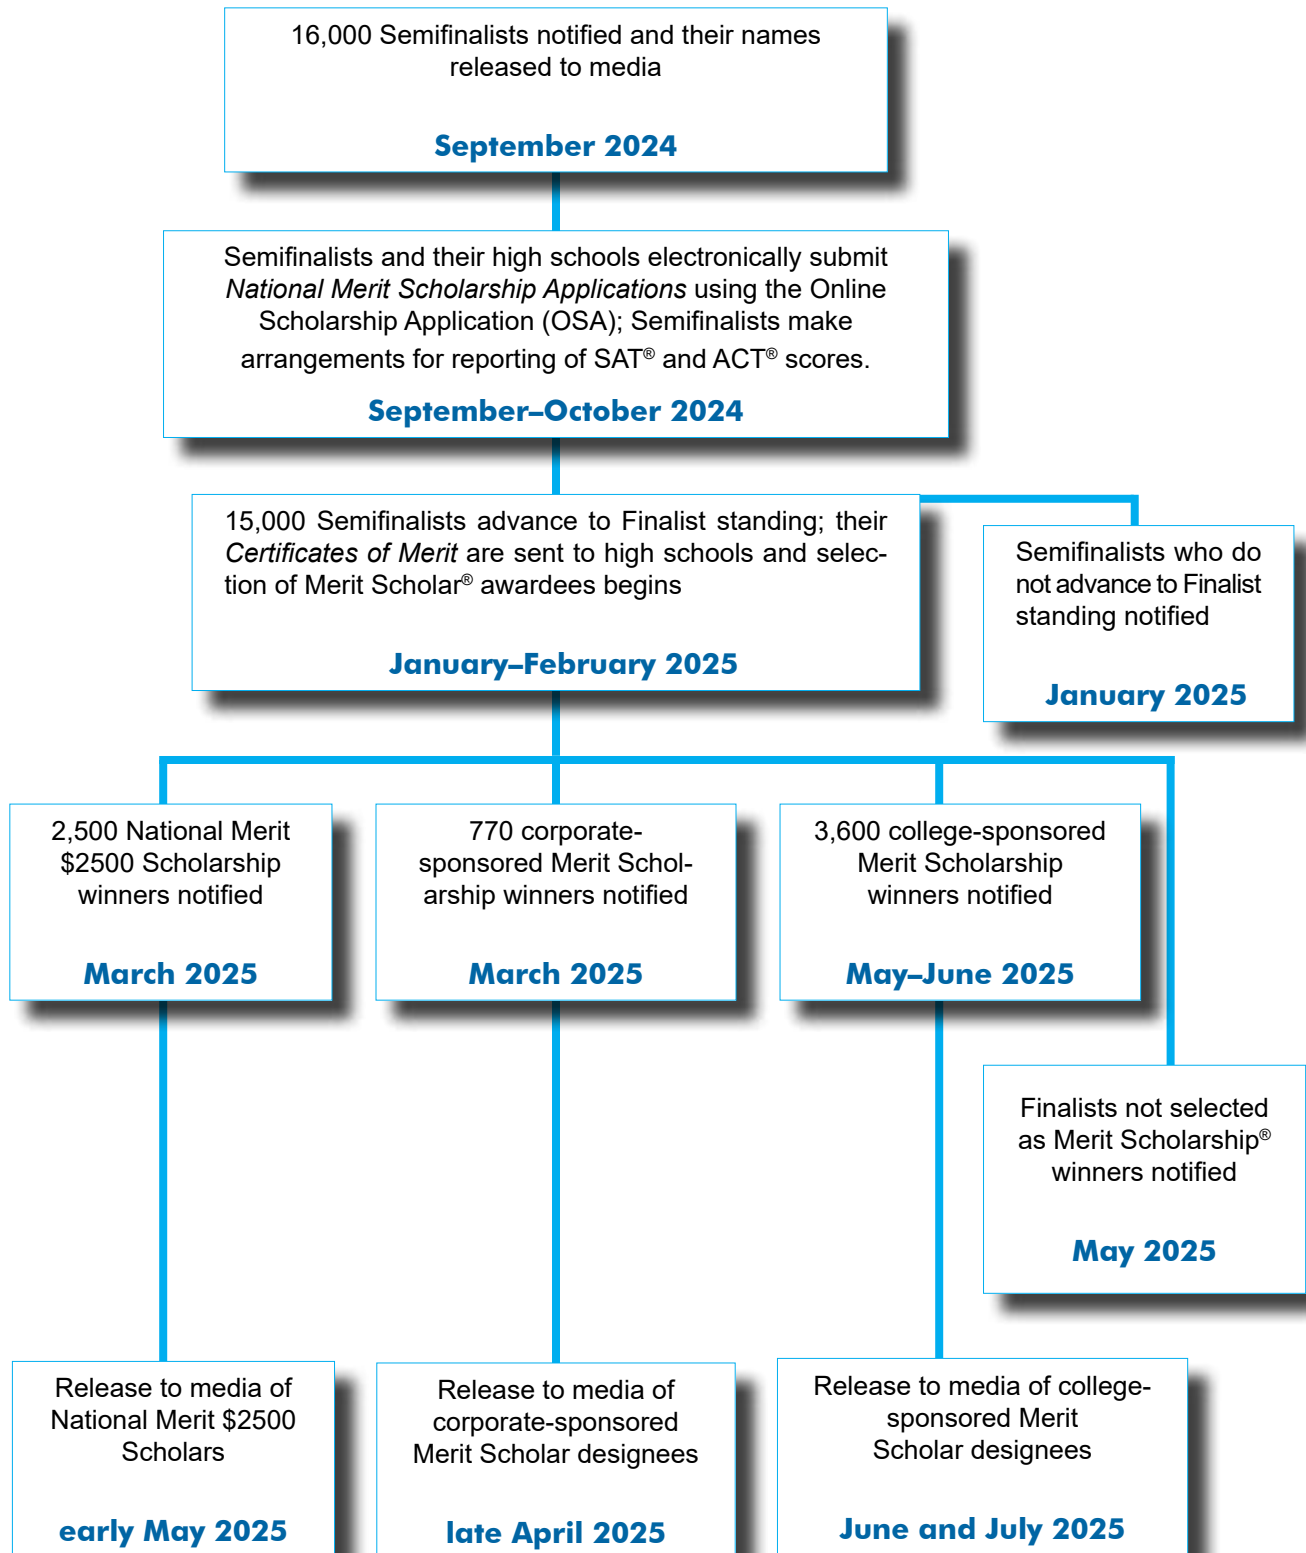 16,000 Semifinalists notified and their names
released to media
September 2024
Semifinalists and their high schools electronically submit
National Merit Scholarship Applications using the Online
Scholarship Application (OSA); Semifinalists make
arrangements for reporting of SAT® and ACT® scores.
September–October 2024
15,000 Semifinalists advance to Finalist standing; their
Certificates of Merit are sent to high schools and selec-
tion of Merit Scholar® awardees begins
January–February 2025
Semifinalists who do
not advance to Finalist
standing notified
January 2025
2,500 National Merit
$2500 Scholarship
winners notified
March 2025
770 corporate-
sponsored Merit Schol-
arship winners notified
March 2025
3,600 college-sponsored
Merit Scholarship
winners notified
May–June 2025
Finalists not selected
as Merit Scholarship®
winners notified
May 2025
Release to media of
National Merit $2500
Scholars
early May 2025
Release to media of
corporate-sponsored
Merit Scholar designees
late April 2025
Release to media of college-
sponsored Merit
Scholar designees
June and July 2025